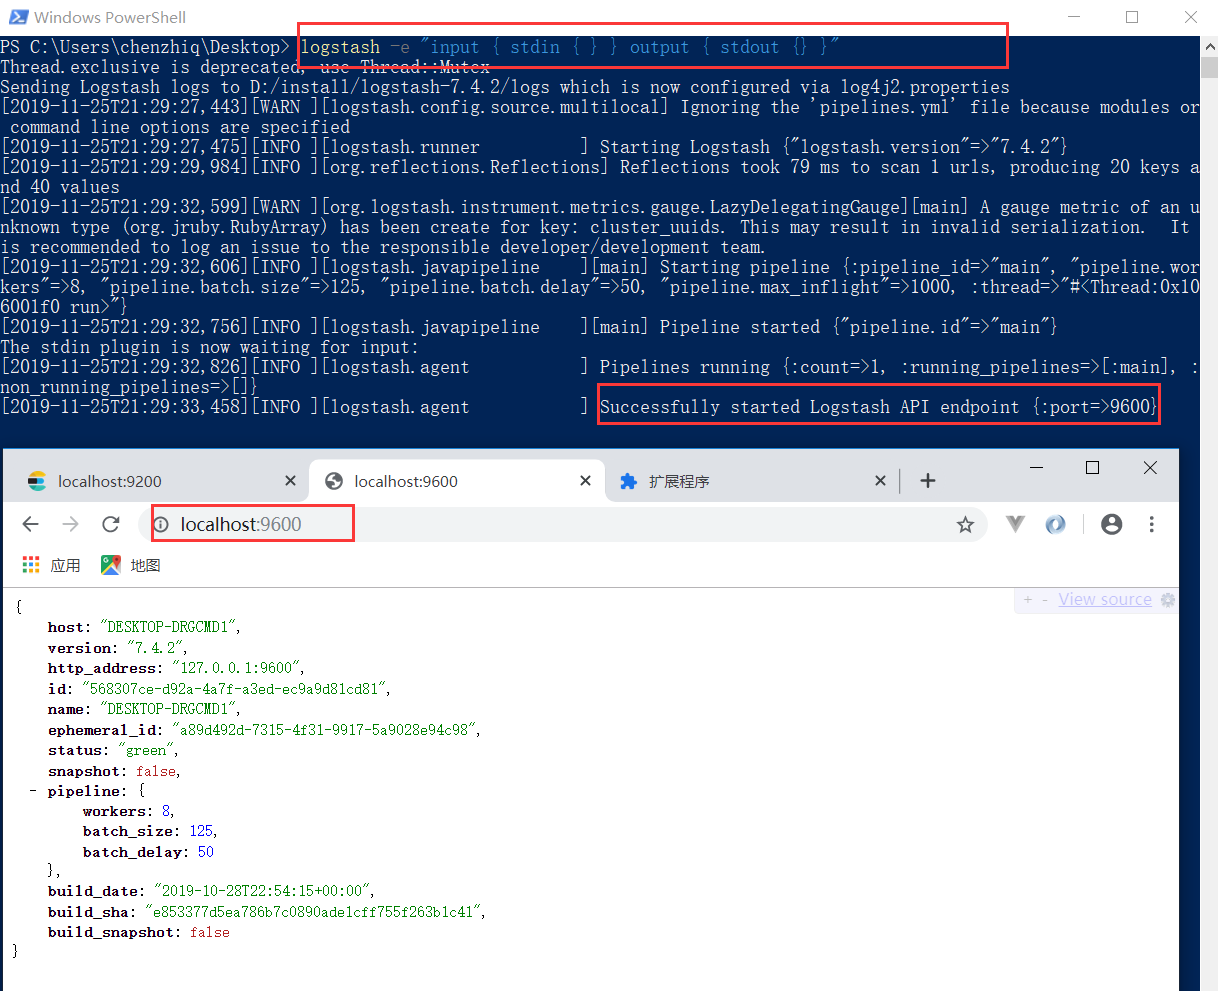 Windows PowerShell
PS C:\Users\chenzhiq\Desktop> logstash -e "input { stdin { } } output { stdout {} }"
Thread.exclusive is deprecated, use Thread::Mutex
Sending Logstash logs to D:/install/logstash-7.4.2/logs which is now configured via log4j2.properties
[2019-11-25T21:29:27,443][WARN ][logstash.config.source.multilocal] Ignoring the 'pipelines.yml' file because modules or
command line options are specified
[2019-11-25T21:29:27,475][INFO ][logstash.runner          ] Starting Logstash {"logstash.version"=>"7.4.2"}
[2019-11-25T21:29:29,984][INFO ][org.reflections.Reflections] Reflections took 79 ms to scan 1 urls, producing 20 keys a
nd 40 values
[2019-11-25T21:29:32,599][WARN ][org.logstash.instrument.metrics.gauge.LazyDelegatingGauge][main] A gauge metric of an u
nknown type (org.jruby.RubyArray) has been create for key: cluster_uuids. This may result in invalid serialization.  It
is recommended to log an issue to the responsible developer/development team.
[2019-11-25T21:29:32,606][INFO ][logstash.javapipeline    ][main] Starting pipeline {:pipeline_id=>"main", "pipeline.wor
kers"=>8, "pipeline.batch.size"=>125, "pipeline.batch.delay"=>50, "pipeline.max_inflight"=>1000, :thread=>"#<Thread:0x10
6001f0 run>"}
[2019-11-25T21:29:32,756][INFO ][logstash.javapipeline    ][main] Pipeline started {"pipeline.id"=>"main"}
The stdin plugin is now waiting for input:
[2019-11-25T21:29:32,826][INFO ][logstash.agent           ] Pipelines running {:count=>1, :running_pipelines=>[:main], :
non_running_pipelines=>[]}
[2019-11-25T21:29:33,458][INFO ][logstash.agent           ] Successfully started Logstash API endpoint {:port=>9600}
localhost:9200 localhost:9600 扩展程序
localhost:9600
应用 地图
+ - View source
{
host: "DESKTOP-DRGCMD1",
version: "7.4.2",
http_address: "127.0.0.1:9600",
id: "568307ce-d92a-4a7f-a3ed-ec9a9d81cd81",
name: "DESKTOP-DRGCMD1",
ephemeral_id: "a89d492d-7315-4f31-9917-5a9028e94c98",
status: "green",
snapshot: false,
- pipeline: {
workers: 8,
batch_size: 125,
batch_delay: 50
},
build_date: "2019-10-28T22:54:15+00:00",
build_sha: "e853377d5ea786b7c0890ade1cff755f263b1c41",
build_snapshot: false
}